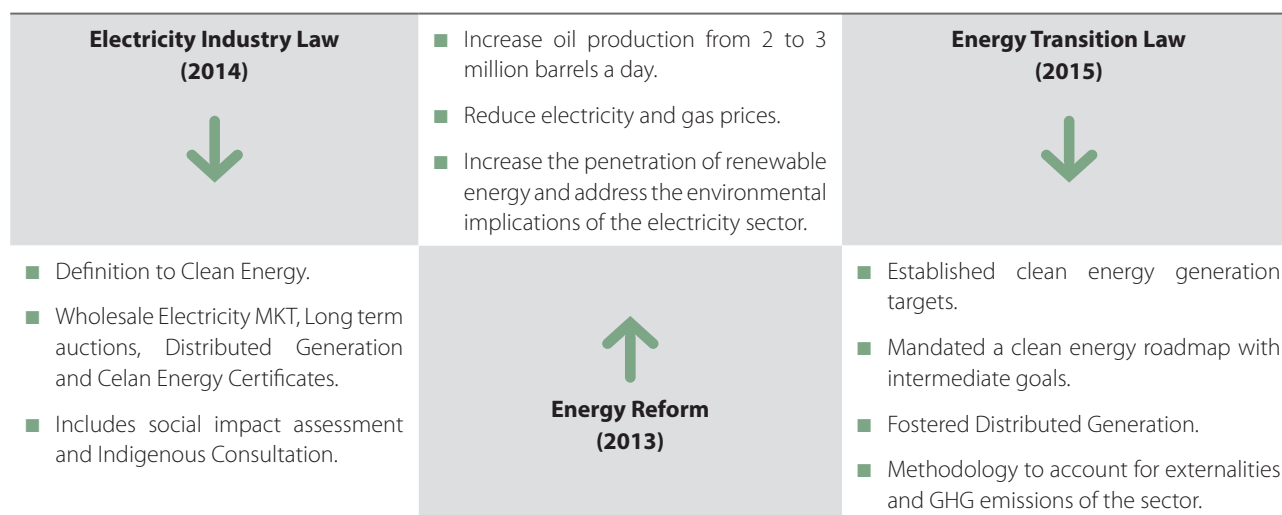 Electricity Industry Law
(2014)
■ Definition to Clean Energy.
■ Wholesale Electricity MKT, Long term
auctions, Distributed Generation
and Celan Energy Certificates.
■ Includes social impact assessment
and Indigenous Consultation.
■ Increase oil production from 2 to 3
million barrels a day.
■ Reduce electricity and gas prices.
■ Increase the penetration of renewable
energy and address the environmental
implications of the electricity sector.
Energy Reform
(2013)
Energy Transition Law
(2015)
■ Established clean energy generation
targets.
■ Mandated a clean energy roadmap with
intermediate goals.
■ Fostered Distributed Generation.
■ Methodology to account for externalities
and GHG emissions of the sector.